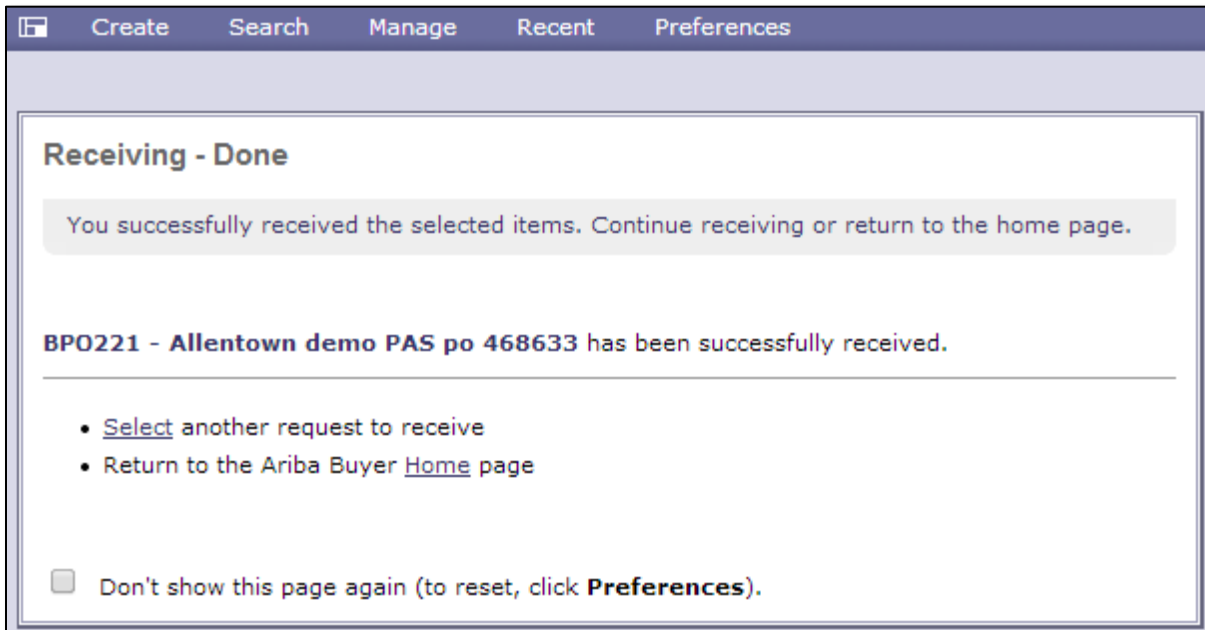 Create Search Manage Recent Preferences
Receiving - Done
You successfully received the selected items. Continue receiving or return to the home page.
BPO221 - Allentown demo PAS po 468633 has been successfully received.
• Select another request to receive
• Return to the Ariba Buyer Home page
Don't show this page again (to reset, click Preferences).